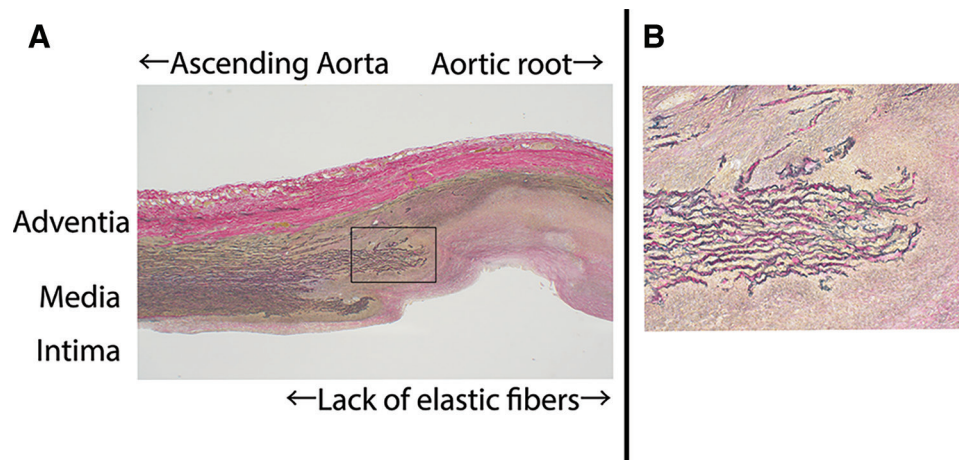 A
B
←Ascending Aorta
Aortic root→
Adventia
Media
Intima
←Lack of elastic fibers→